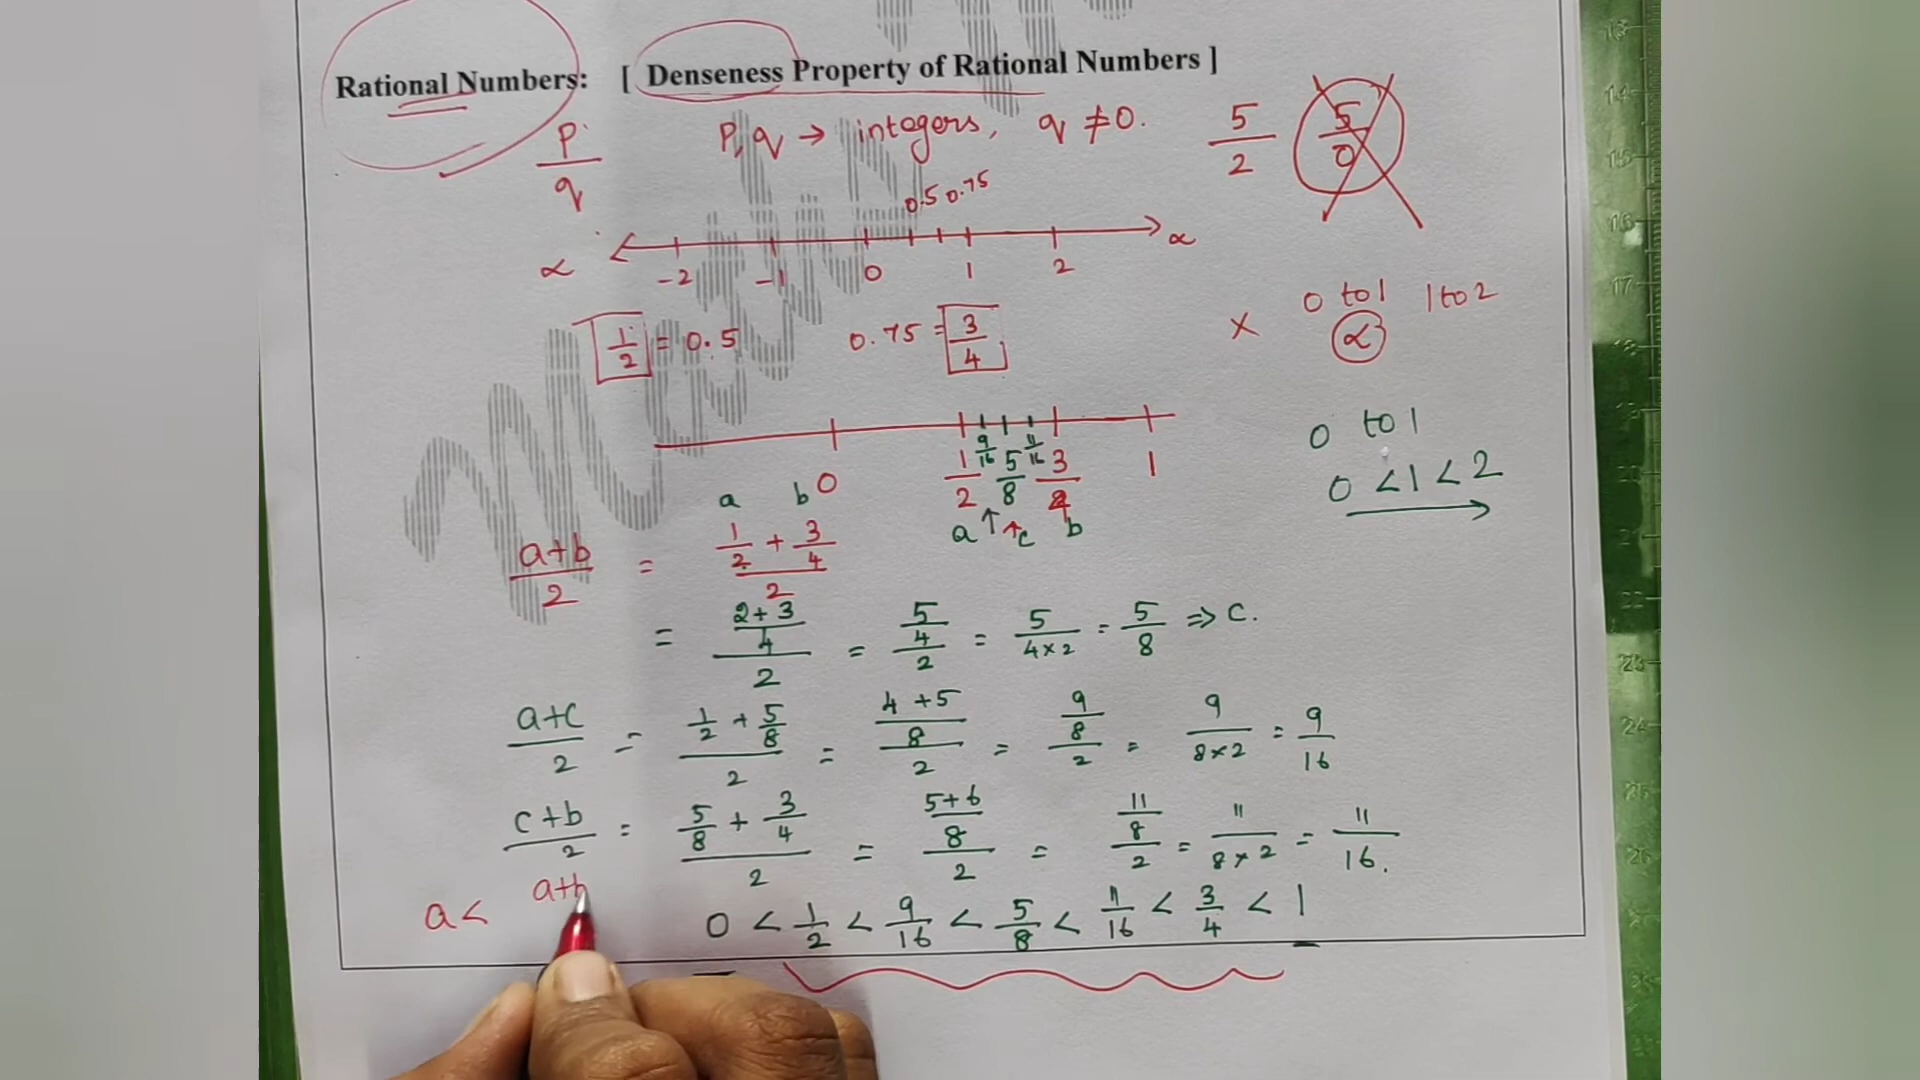 Rational Numbers: [ Denseness Property of Rational Numbers ]
p/q p, q → integers, q ≠ 0. 5/2 5/0
0.5 0.75
∝ -2 -1 0 1 2 ∝
1/2 = 0.5 0.75 = 3/4 × 0 to 1 1 to 2
∝
0 1/2 9/16 5/8 11/16 3/4 1
a ↑ ↑ c b
0 to 1
0 < 1 < 2
a b
(a+b)/2 = (1/2 + 3/4)/2
= ((2+3)/4)/2 = (5/4)/2 = 5/(4×2) = 5/8 ⇒ c.
(a+c)/2 = (1/2 + 5/8)/2 = ((4+5)/8)/2 = (9/8)/2 = 9/(8×2) = 9/16
(c+b)/2 = (5/8 + 3/4)/2 = ((5+6)/8)/2 = (11/8)/2 = 11/(8×2) = 11/16.
a < a+b
0 < 1/2 < 9/16 < 5/8 < 11/16 < 3/4 < 1